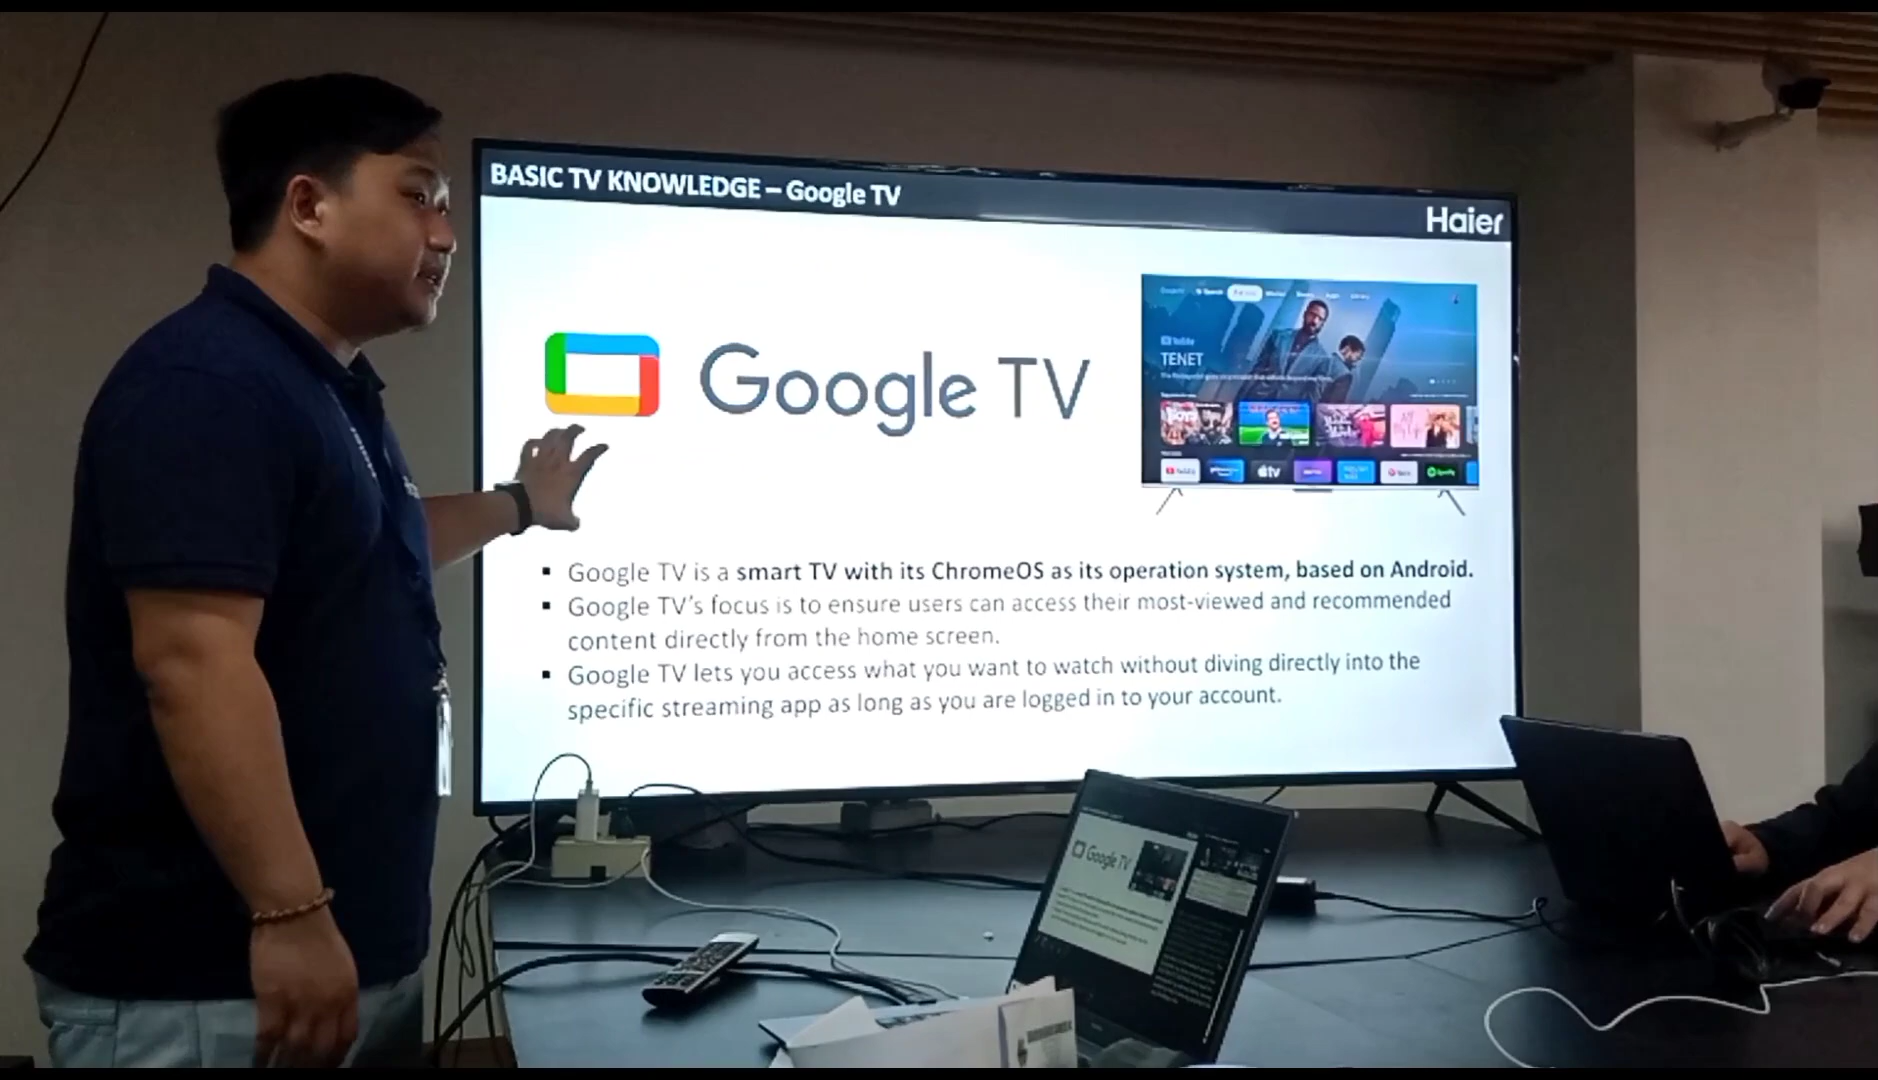 BASIC TV KNOWLEDGE – Google TV
Haier
Google TV
Search
TENET
tv
▪ Google TV is a smart TV with its ChromeOS as its operation system, based on Android.
▪ Google TV's focus is to ensure users can access their most-viewed and recommended
content directly from the home screen.
▪ Google TV lets you access what you want to watch without diving directly into the
specific streaming app as long as you are logged in to your account.
Google TV